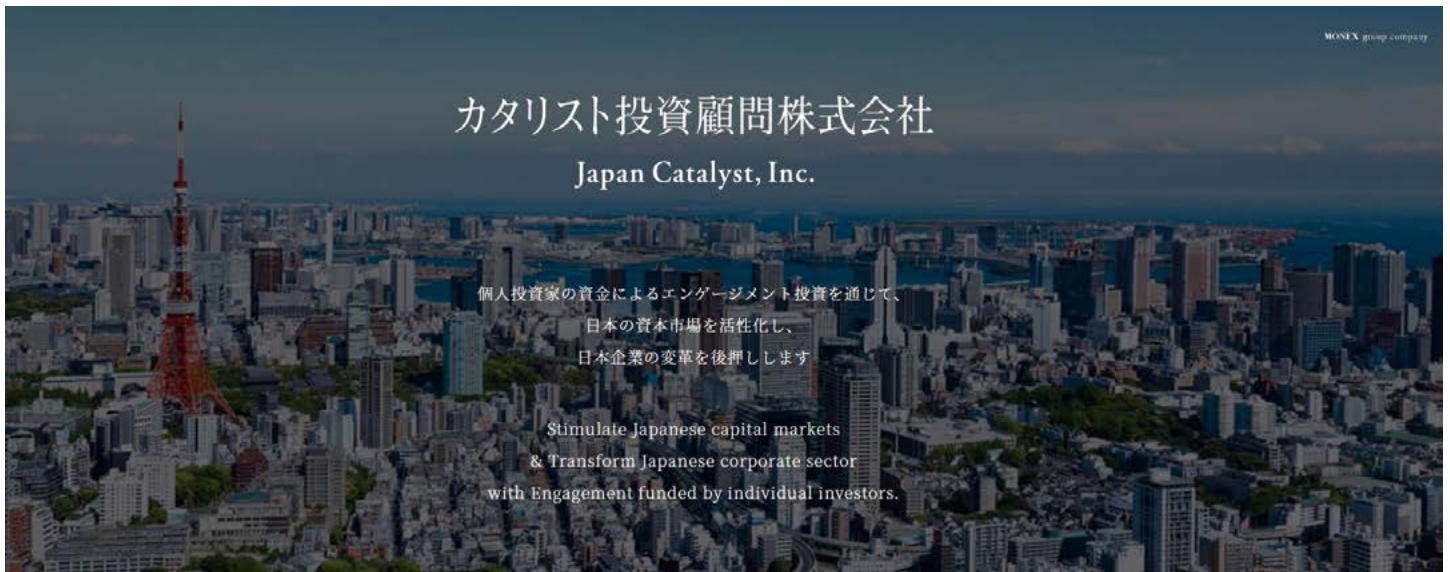 MONEX group company
カタリスト投資顧問株式会社
Japan Catalyst, Inc.
個人投資家の資金によるエンゲージメント投資を通じて、
日本の資本市場を活性化し、
日本企業の変革を後押しします
Stimulate Japanese capital markets
& Transform Japanese corporate sector
with Engagement funded by individual investors.